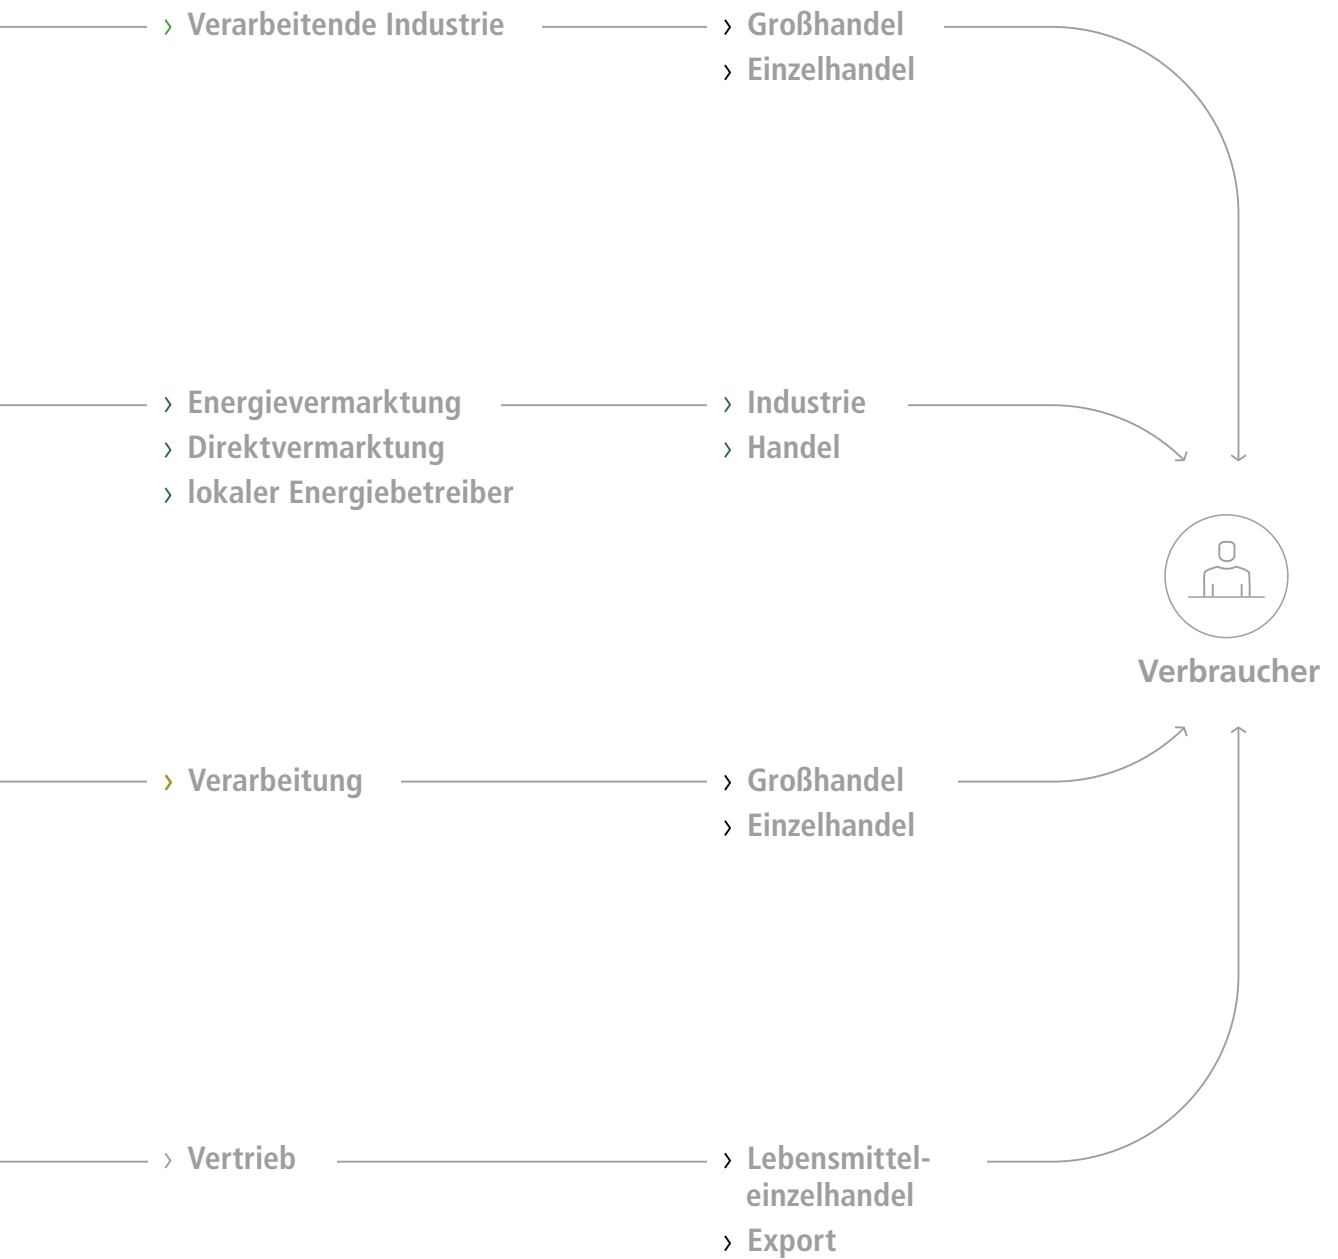 Verarbeitende Industrie
Großhandel
Einzelhandel
Energievermarktung
Direktvermarktung
lokaler Energiebetreiber
Industrie
Handel
Verbraucher
Verarbeitung
Großhandel
Einzelhandel
Vertrieb
Lebensmittel-
einzelhandel
Export